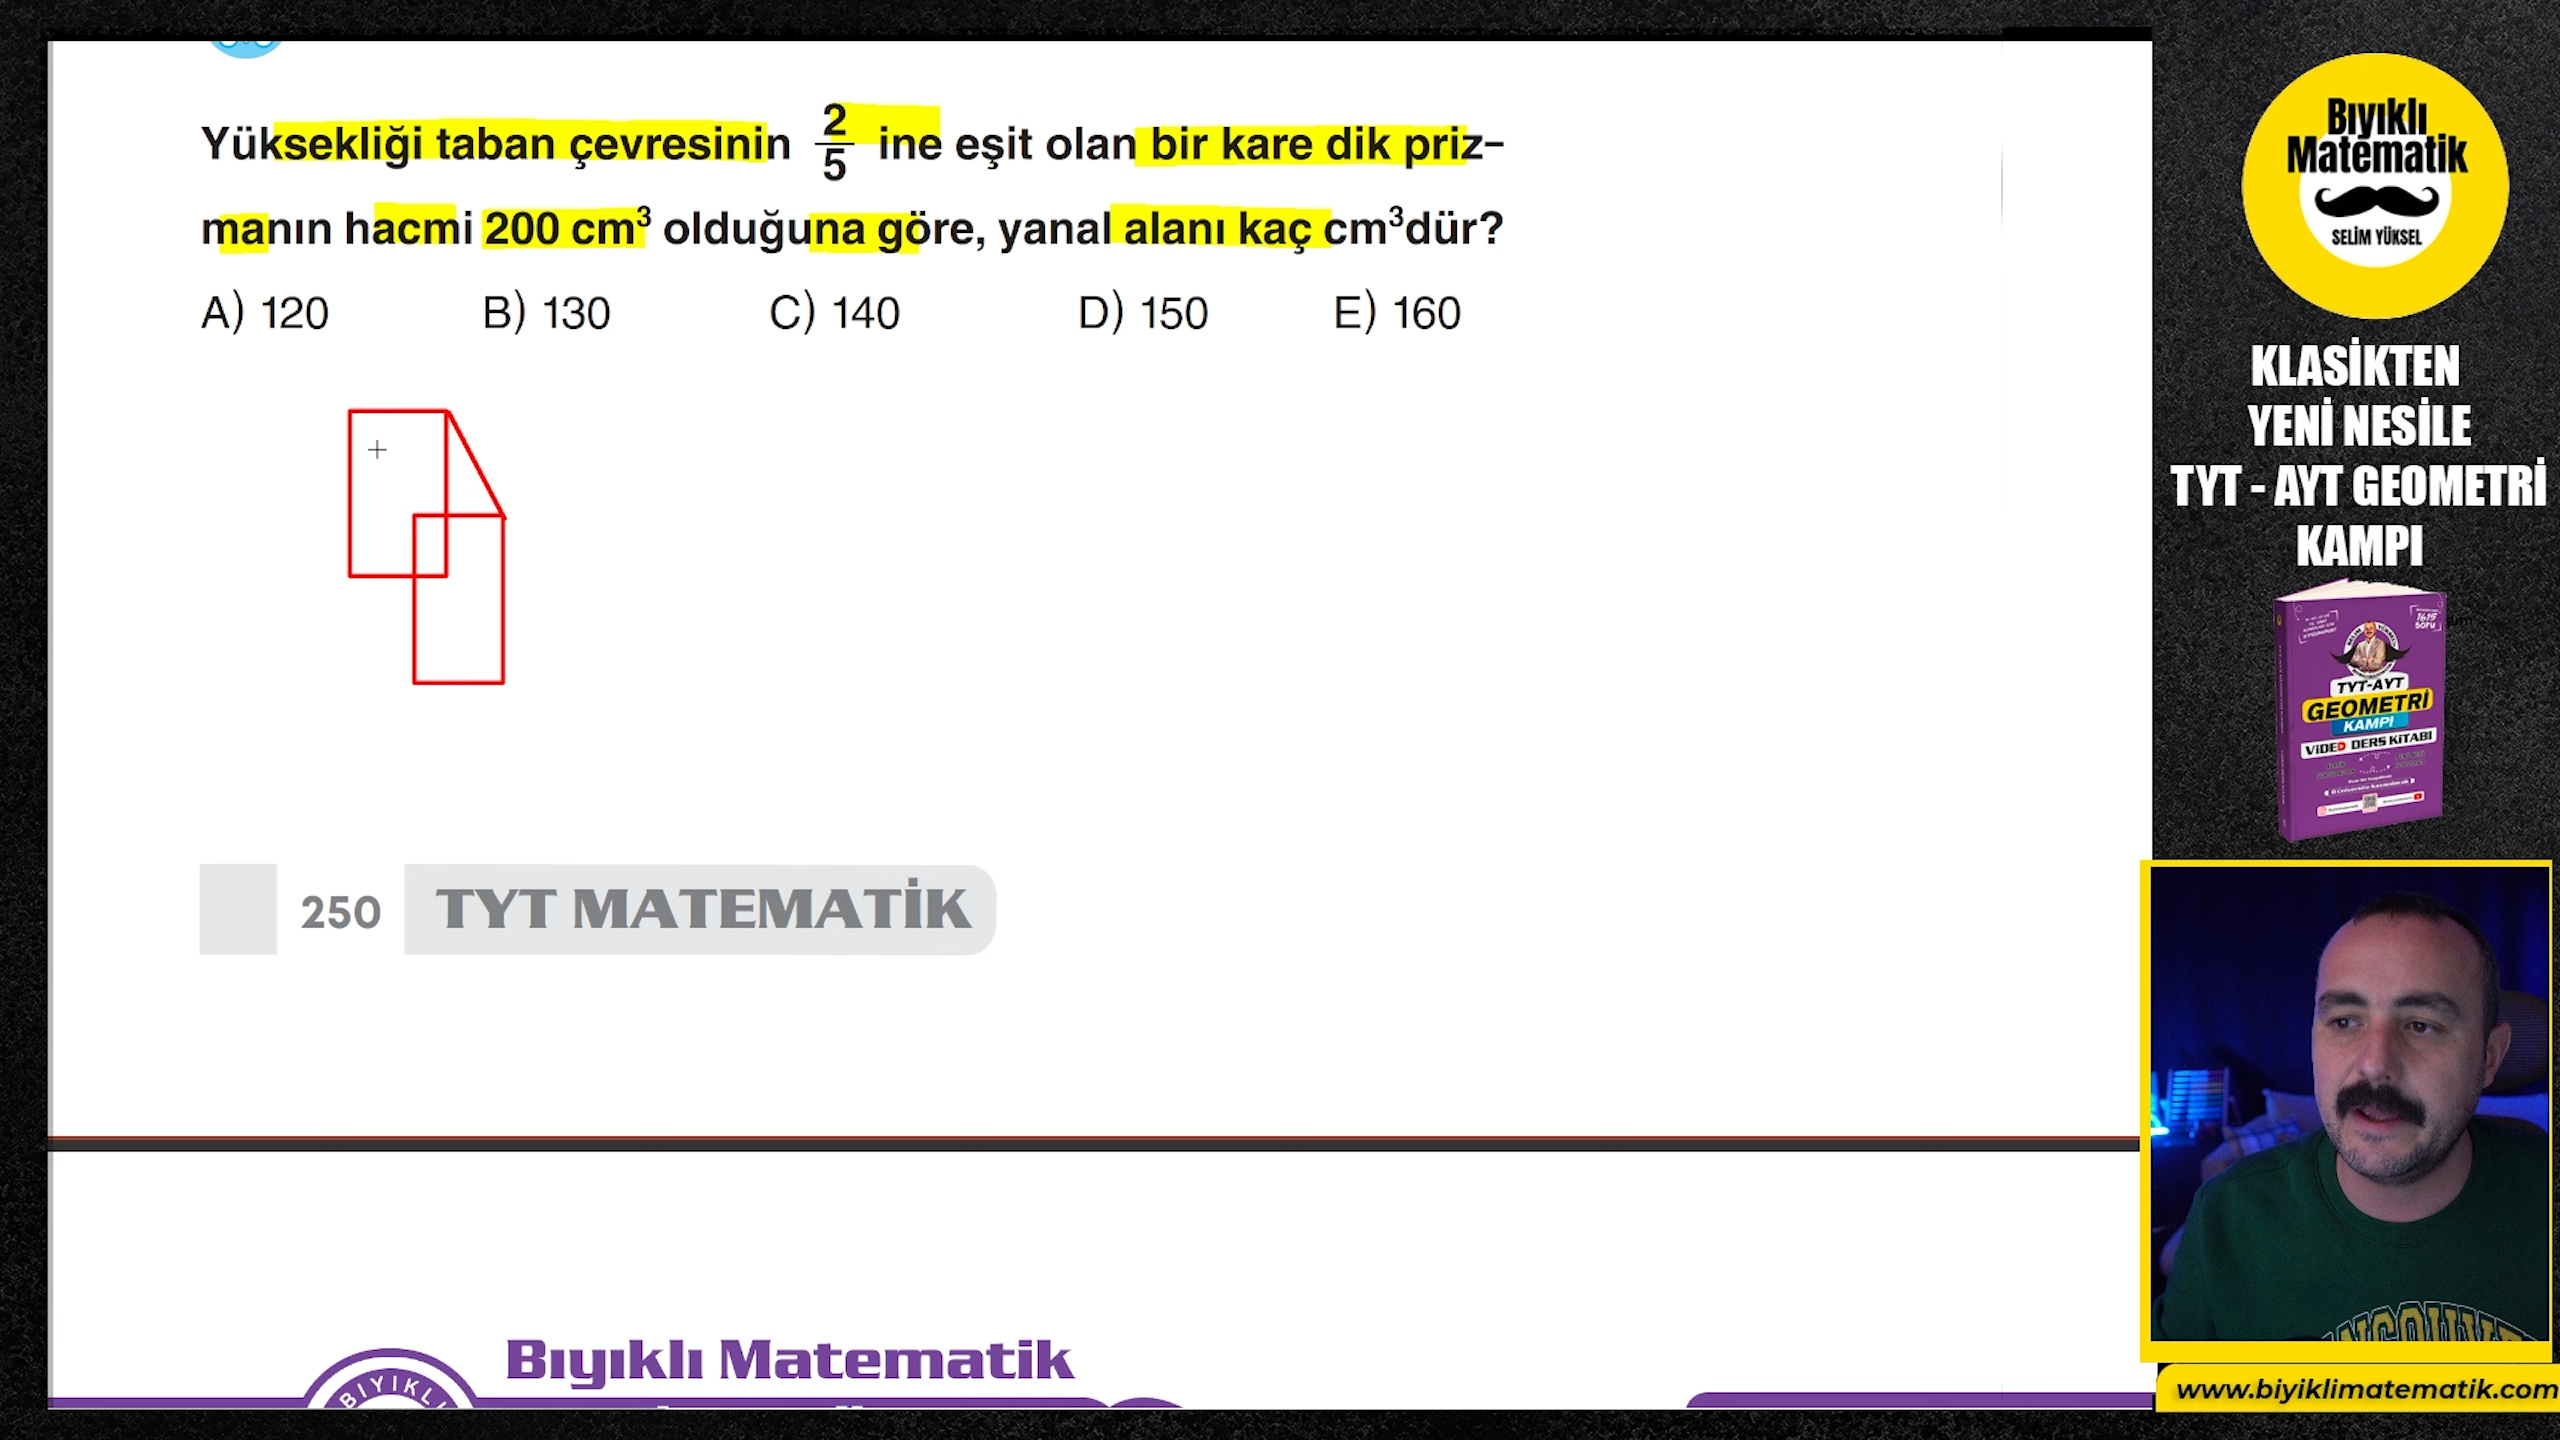 Yüksekliği taban çevresinin 2/5 ine eşit olan bir kare dik priz-
manın hacmi 200 cm³ olduğuna göre, yanal alanı kaç cm³dür?
A) 120 B) 130 C) 140 D) 150 E) 160
250 TYT MATEMATİK
Bıyıklı Matematik
BIYIKLI
Bıyıklı
Matematik
SELİM YÜKSEL
KLASİKTEN
YENİ NESİLE
TYT - AYT GEOMETRİ
KAMPI
1615
soru
TYT-AYT
GEOMETRİ
KAMPI
VİDEO DERS KİTABI
www.biyiklimatematik.com